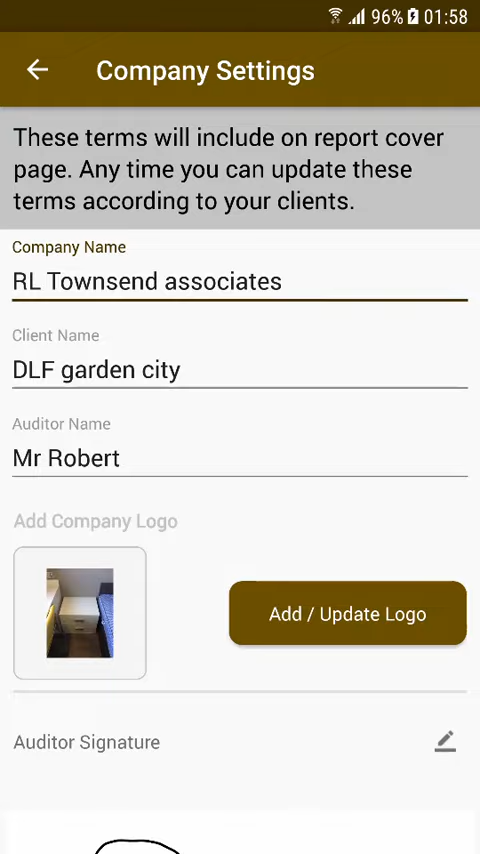 96% 01:58
Company Settings
These terms will include on report cover
page. Any time you can update these
terms according to your clients.
Company Name
RL Townsend associates
Client Name
DLF garden city
Auditor Name
Mr Robert
Add Company Logo
Add / Update Logo
Auditor Signature